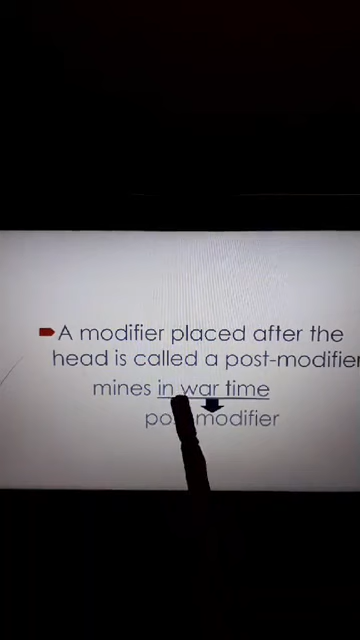 A modifier placed after the
head is called a post-modifier
mines in war time
modifier